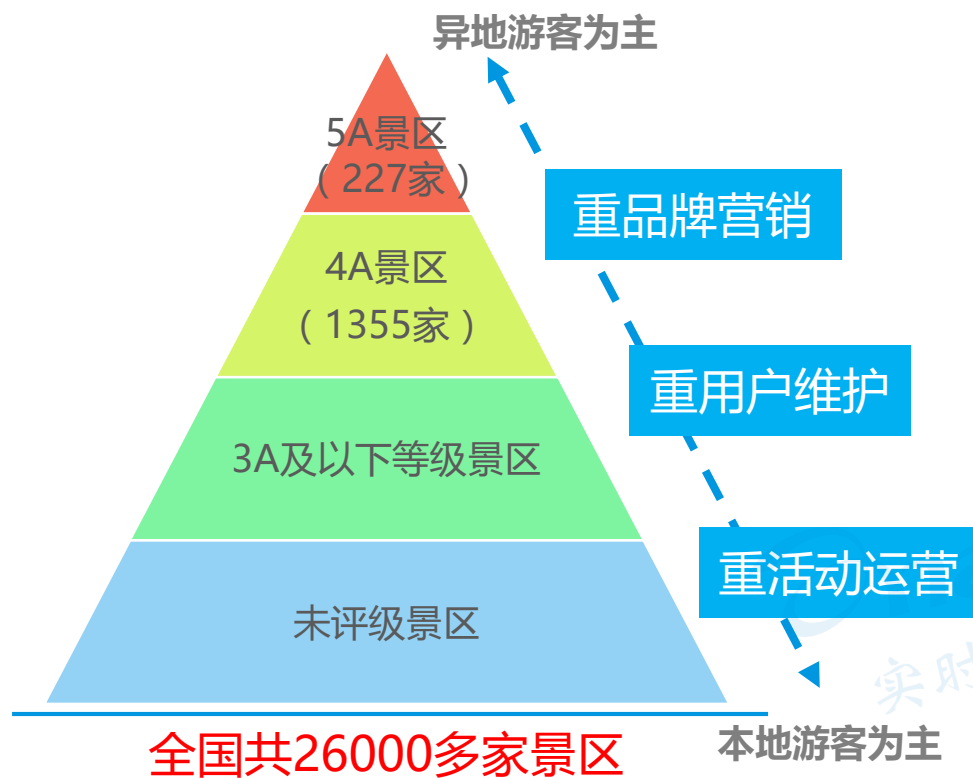 异地游客为主
5A景区
（227家）
重品牌营销
4A景区
（1355家）
重用户维护
3A及以下等级景区
重活动运营
未评级景区
实时
本地游客为主
全国共26000多家景区